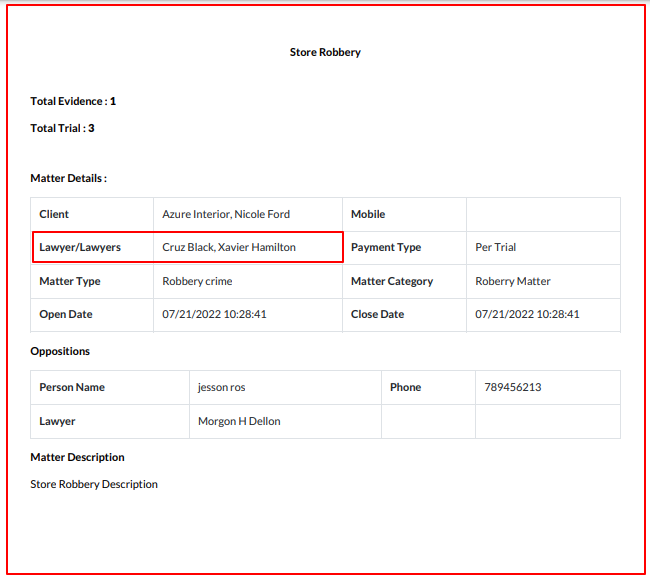 Store Robbery
Total Evidence : 1
Total Trial : 3
Matter Details :
Client Azure Interior, Nicole Ford Mobile
Lawyer/Lawyers Cruz Black, Xavier Hamilton Payment Type Per Trial
Matter Type Robbery crime Matter Category Roberry Matter
Open Date 07/21/2022 10:28:41 Close Date 07/21/2022 10:28:41
Oppositions
Person Name jesson ros Phone 789456213
Lawyer Morgon H Dellon
Matter Description
Store Robbery Description